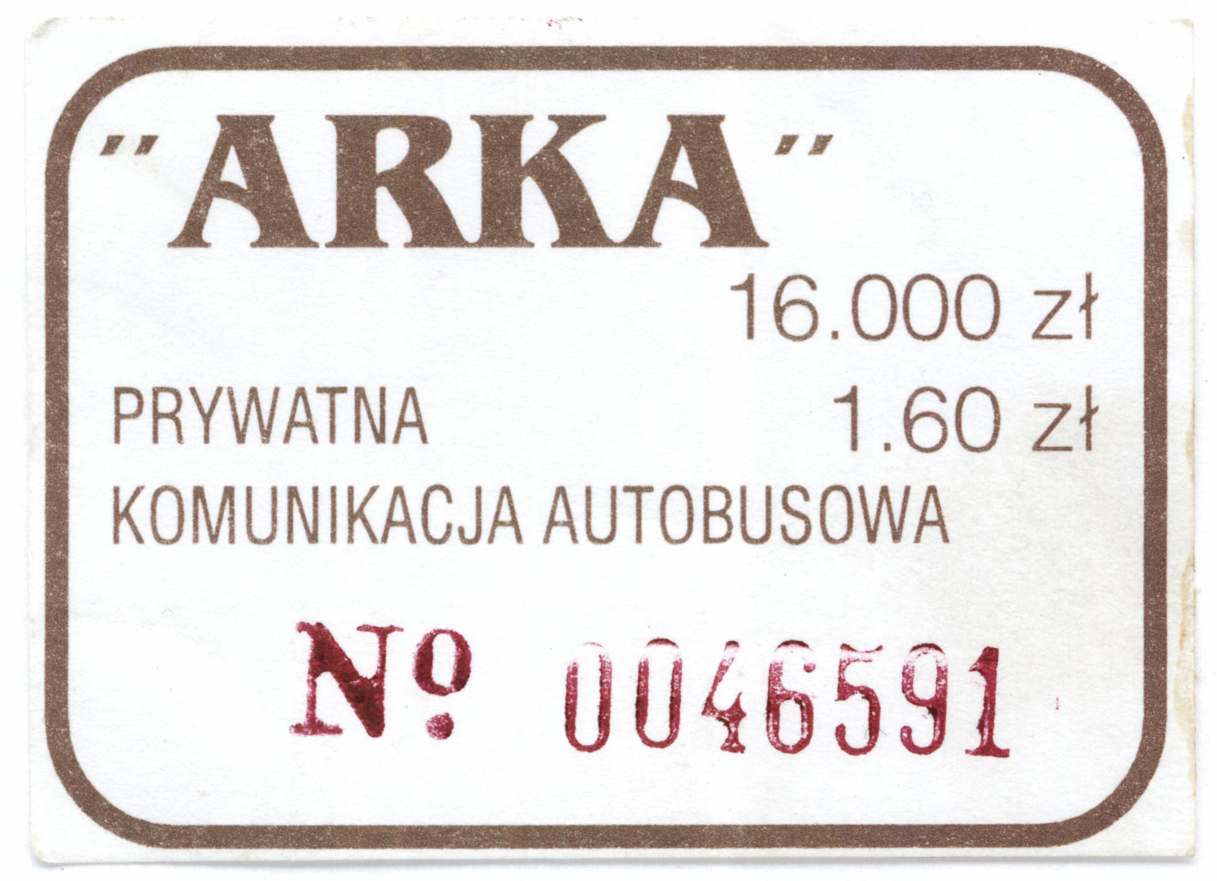 "ARKA"
16.000 zł
PRYWATNA
1.60 zł
KOMUNIKACJA AUTOBUSOWA
Nº 0046591